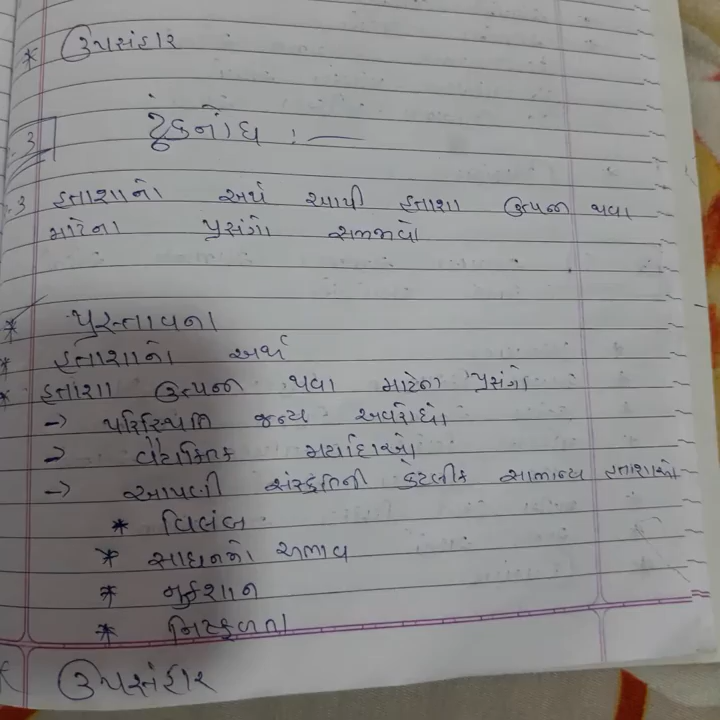 * ઉપસંહાર
3 ટૂંકનોંધ :—
.3 હતાશાનો અર્થ આપી હતાશા ઉત્પન્ન થવા
માટેના પ્રસંગો સમજાવો
* પ્રસ્તાવના
* હતાશાનો અર્થ
* હતાશા ઉત્પન્ન થવા માટેના પ્રસંગો
→ પરિસ્થિતિ જન્ય અવરોધો
→ વૈયક્તિક મર્યાદાઓ
→ આપણી સંસ્કૃતિની કેટલીક સામાન્ય હતાશાઓ
* વિલંબ
* સાધનનો અભાવ
* નુકશાન
* નિષ્ફળતા
* ઉપસંહાર